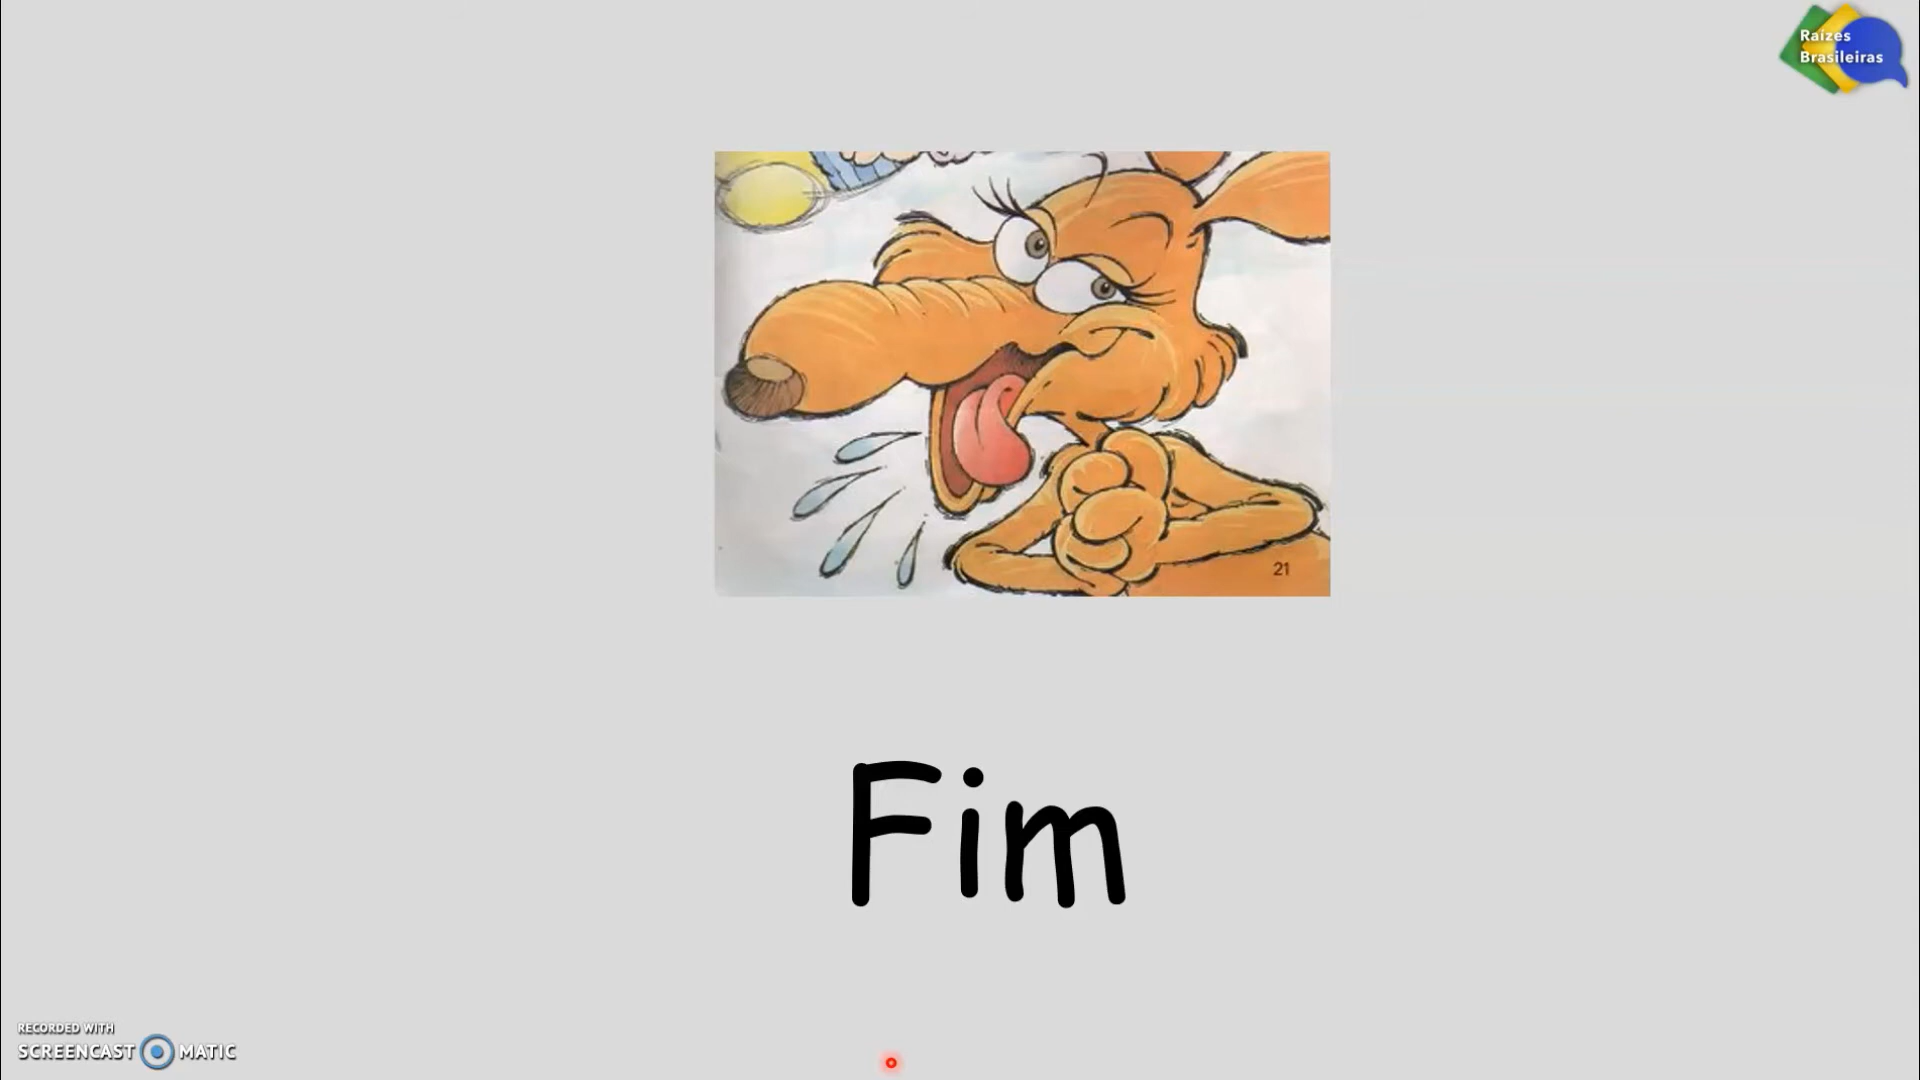 Raízes
Brasileiras
21
Fim
RECORDED WITH
SCREENCAST MATIC